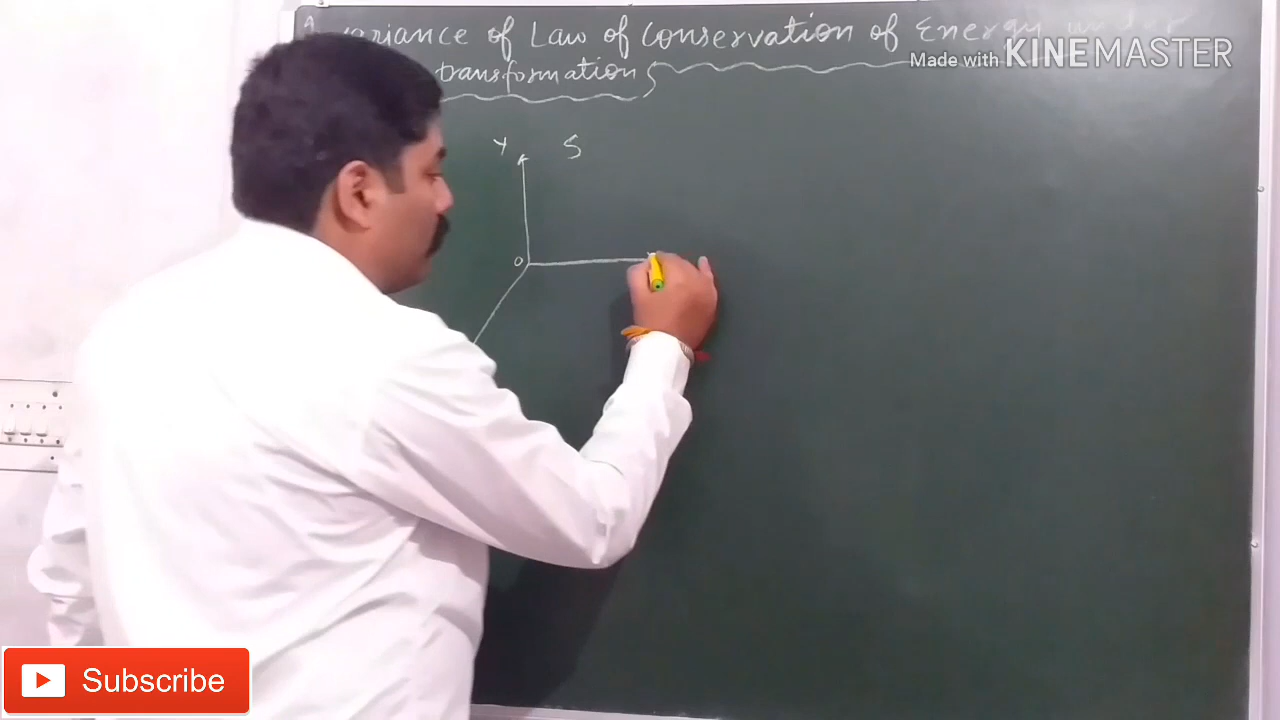 variance of Law of Conservation of Energy under
transformation
Made with KINEMASTER
Y S
O
Subscribe